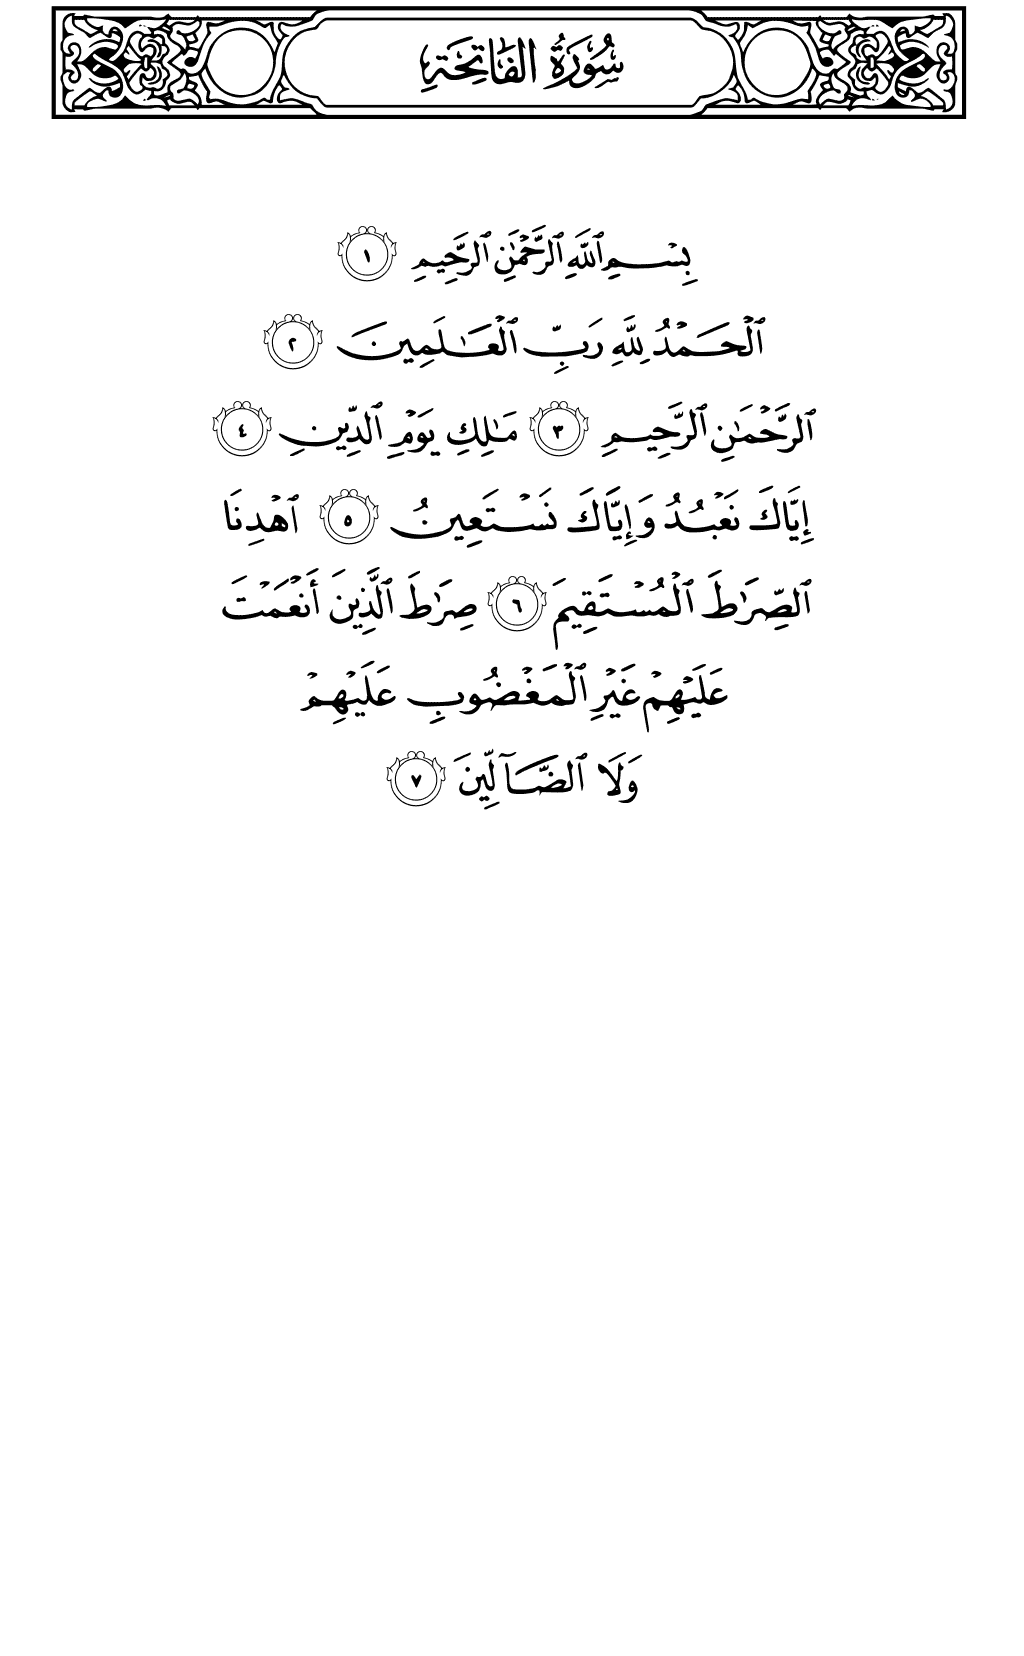 سُورَةُ الفَاتِحَةِ
بِسۡمِ ٱللَّهِ ٱلرَّحۡمَٰنِ ٱلرَّحِيمِ ١
ٱلۡحَمۡدُ لِلَّهِ رَبِّ ٱلۡعَٰلَمِينَ ٢
ٱلرَّحۡمَٰنِ ٱلرَّحِيمِ ٣ مَٰلِكِ يَوۡمِ ٱلدِّينِ ٤
إِيَّاكَ نَعۡبُدُ وَإِيَّاكَ نَسۡتَعِينُ ٥ ٱهۡدِنَا
ٱلصِّرَٰطَ ٱلۡمُسۡتَقِيمَ ٦ صِرَٰطَ ٱلَّذِينَ أَنۡعَمۡتَ
عَلَيۡهِمۡ غَيۡرِ ٱلۡمَغۡضُوبِ عَلَيۡهِمۡ
وَلَا ٱلضَّآلِّينَ ٧